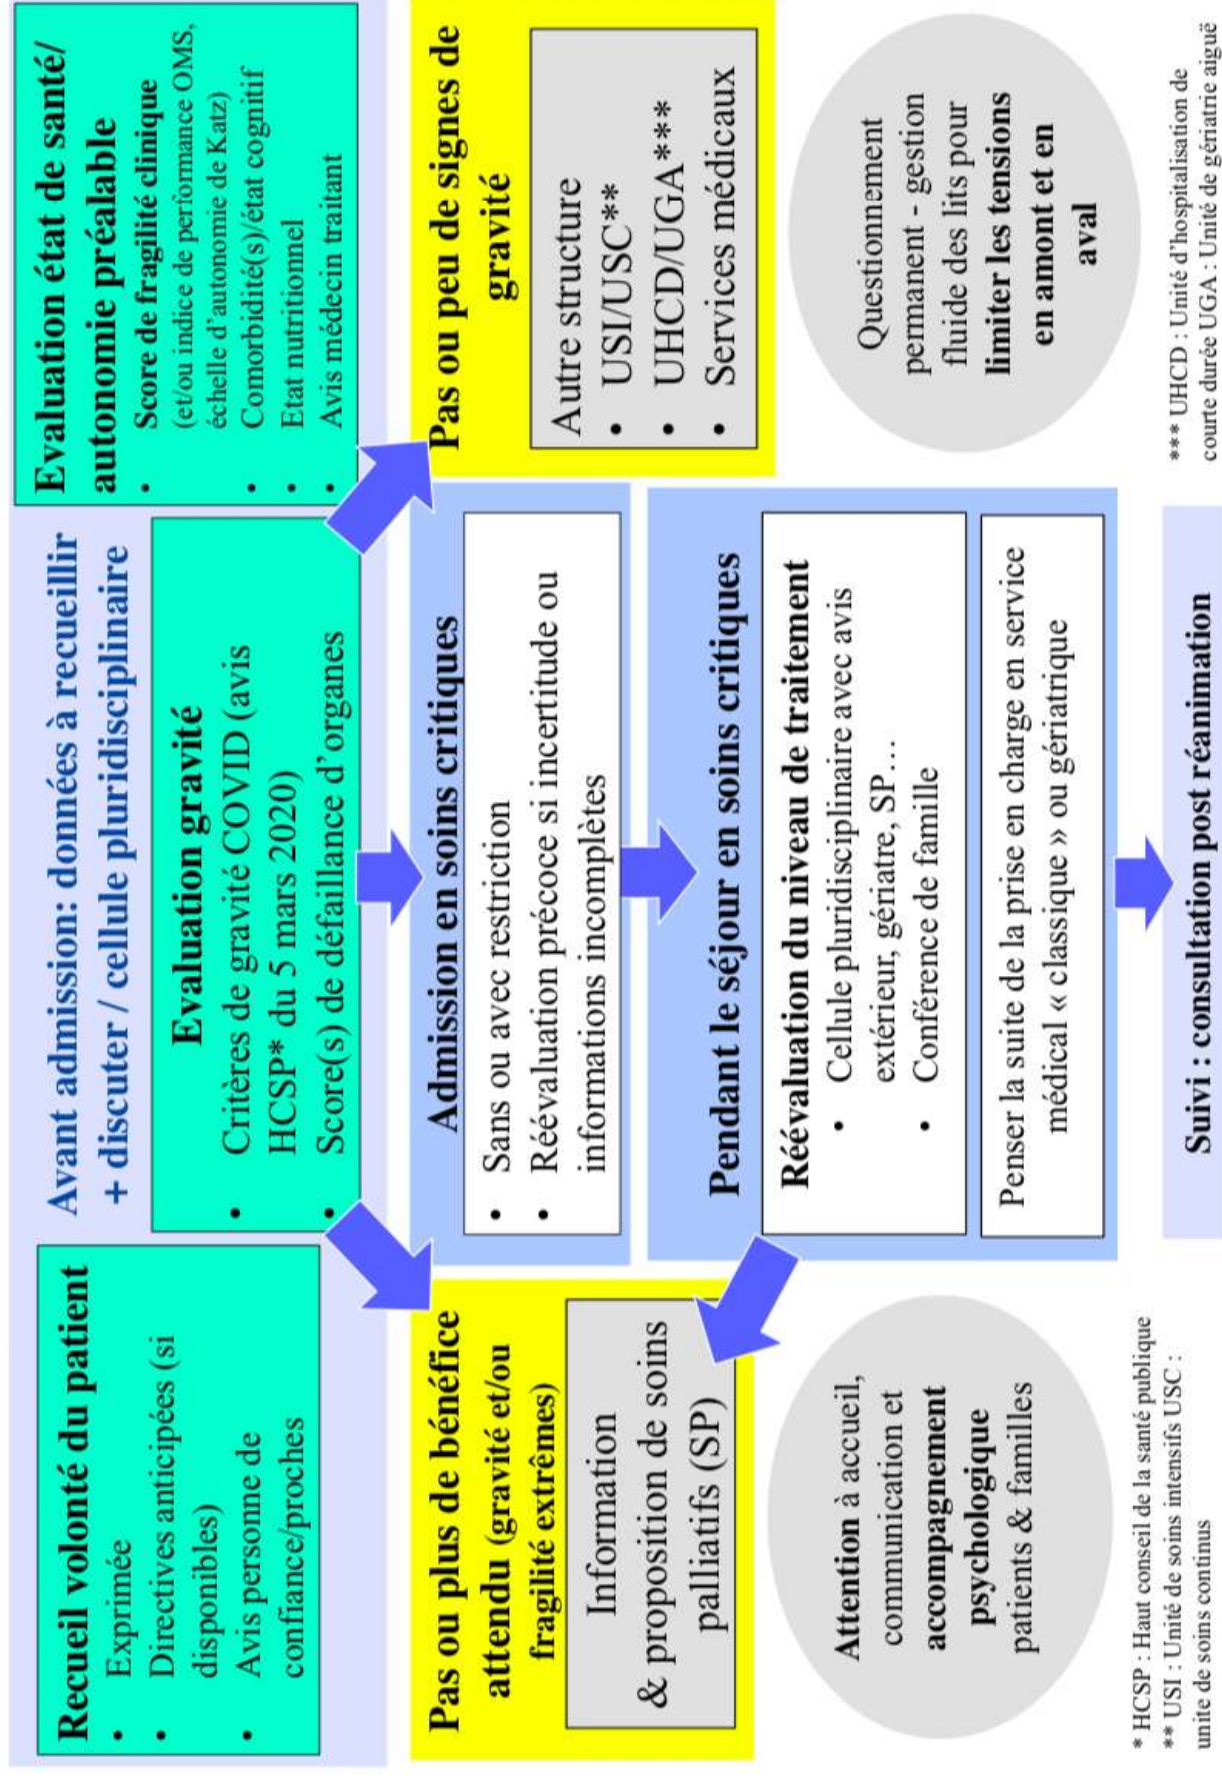 Avant admission: données à recueillir
+ discuter / cellule pluridisciplinaire
Recueil volonté du patient
• Exprimée
• Directives anticipées (si
disponibles)
• Avis personne de
confiance/proches
Evaluation gravité
• Critères de gravité COVID (avis
HCSP* du 5 mars 2020)
• Score(s) de défaillance d'organes
Evaluation état de santé/
autonomie préalable
• Score de fragilité clinique
(et/ou indice de performance OMS,
échelle d'autonomie de Katz)
• Comorbidité(s)/état cognitif
• Etat nutritionnel
• Avis médecin traitant
Pas ou plus de bénéfice
attendu (gravité et/ou
fragilité extrêmes)
Information
& proposition de soins
palliatifs (SP)
Admission en soins critiques
• Sans ou avec restriction
• Réévaluation précoce si incertitude ou
informations incomplètes
Pas ou peu de signes de
gravité
Autre structure
• USI/USC**
• UHCD/UGA***
• Services médicaux
Pendant le séjour en soins critiques
Réévaluation du niveau de traitement
• Cellule pluridisciplinaire avec avis
extérieur, gériatre, SP…
• Conférence de famille
Penser la suite de la prise en charge en service
médical « classique » ou gériatrique
Attention à accueil,
communication et
accompagnement
psychologique
patients & familles
Questionnement
permanent - gestion
fluide des lits pour
limiter les tensions
en amont et en
aval
Suivi : consultation post réanimation
* HCSP : Haut conseil de la santé publique
** USI : Unité de soins intensifs USC :
unite de soins continus
*** UHCD : Unité d'hospitalisation de
courte durée UGA : Unité de gériatrie aiguë